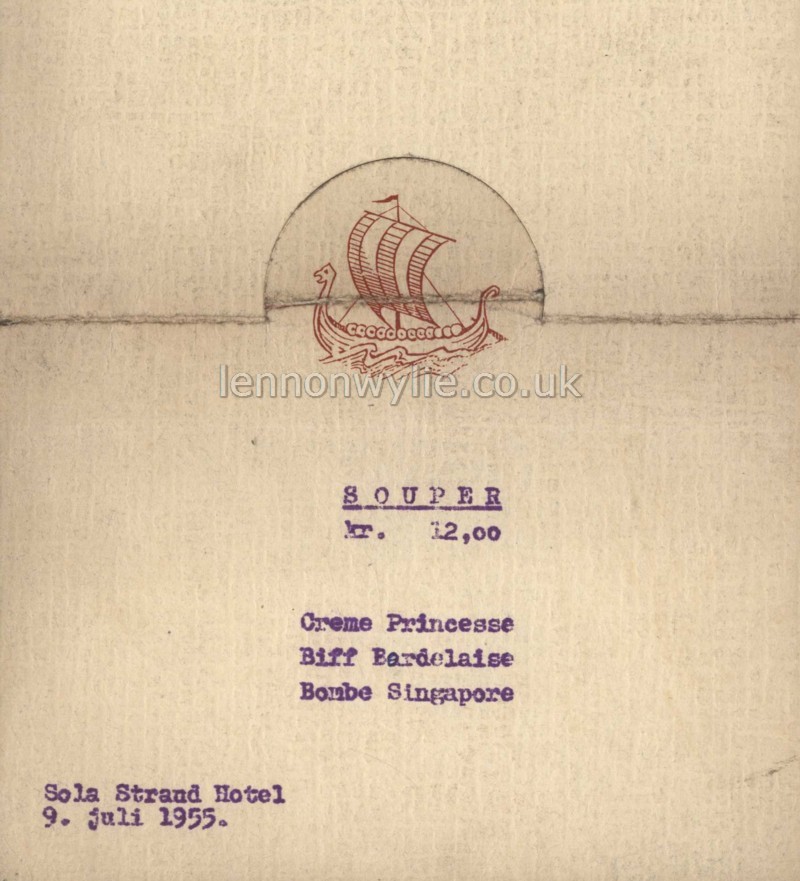 lennonwylie.co.uk
SOUPER
kr. 12,00
Creme Princesse
Biff Bardelaise
Bombe Singapore
Sola Strand Hotel
9. juli 1955.